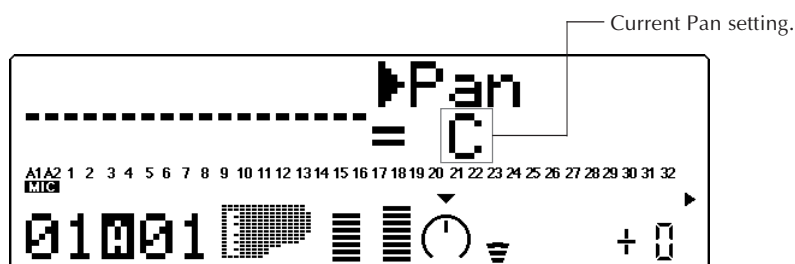 Current Pan setting.
▶Pan
----------------= C
A1 A2 1 2 3 4 5 6 7 8 9 10 11 12 13 14 15 16 17 18 19 20 21 22 23 24 25 26 27 28 29 30 31 32
MIC
01A01 + 0